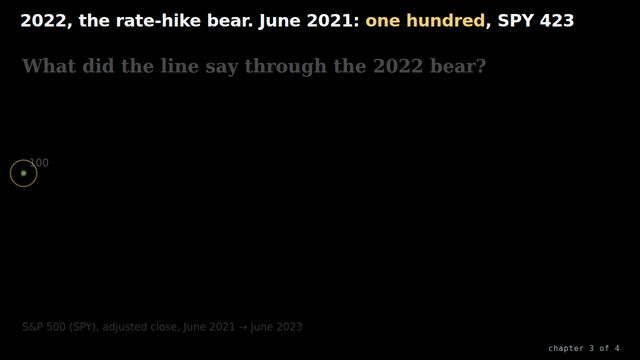 2022, the rate-hike bear. June 2021: one hundred, SPY 423
What did the line say through the 2022 bear?
100
S&P 500 (SPY), adjusted close, June 2021 → June 2023
chapter 3 of 4